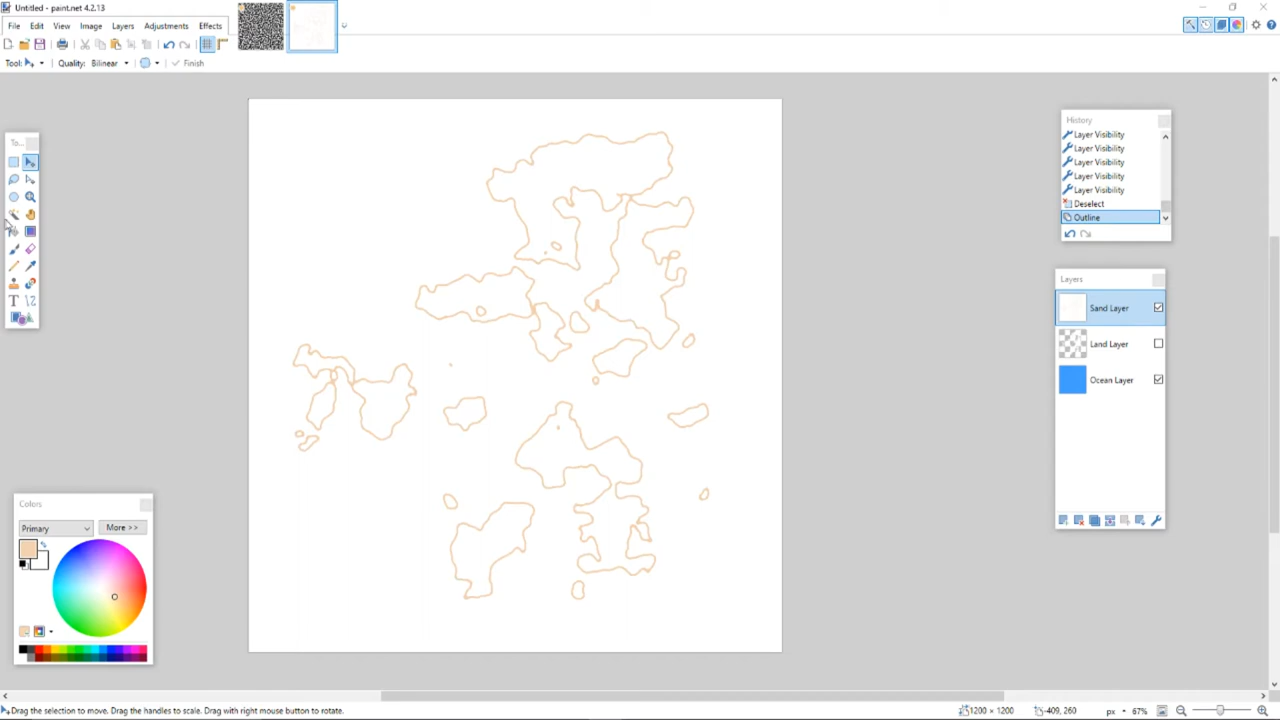 Untitled - paint.net 4.2.13
File Edit View Image Layers Adjustments Effects
Tool: Quality: Bilinear Finish
To...
History
Layer Visibility
Layer Visibility
Layer Visibility
Layer Visibility
Layer Visibility
Deselect
Outline
Layers
Sand Layer
Land Layer
Ocean Layer
Colors
Primary More >>
Drag the selection to move. Drag the handles to scale. Drag with right mouse button to rotate. 1200 × 1200 -409, 260 px 67%